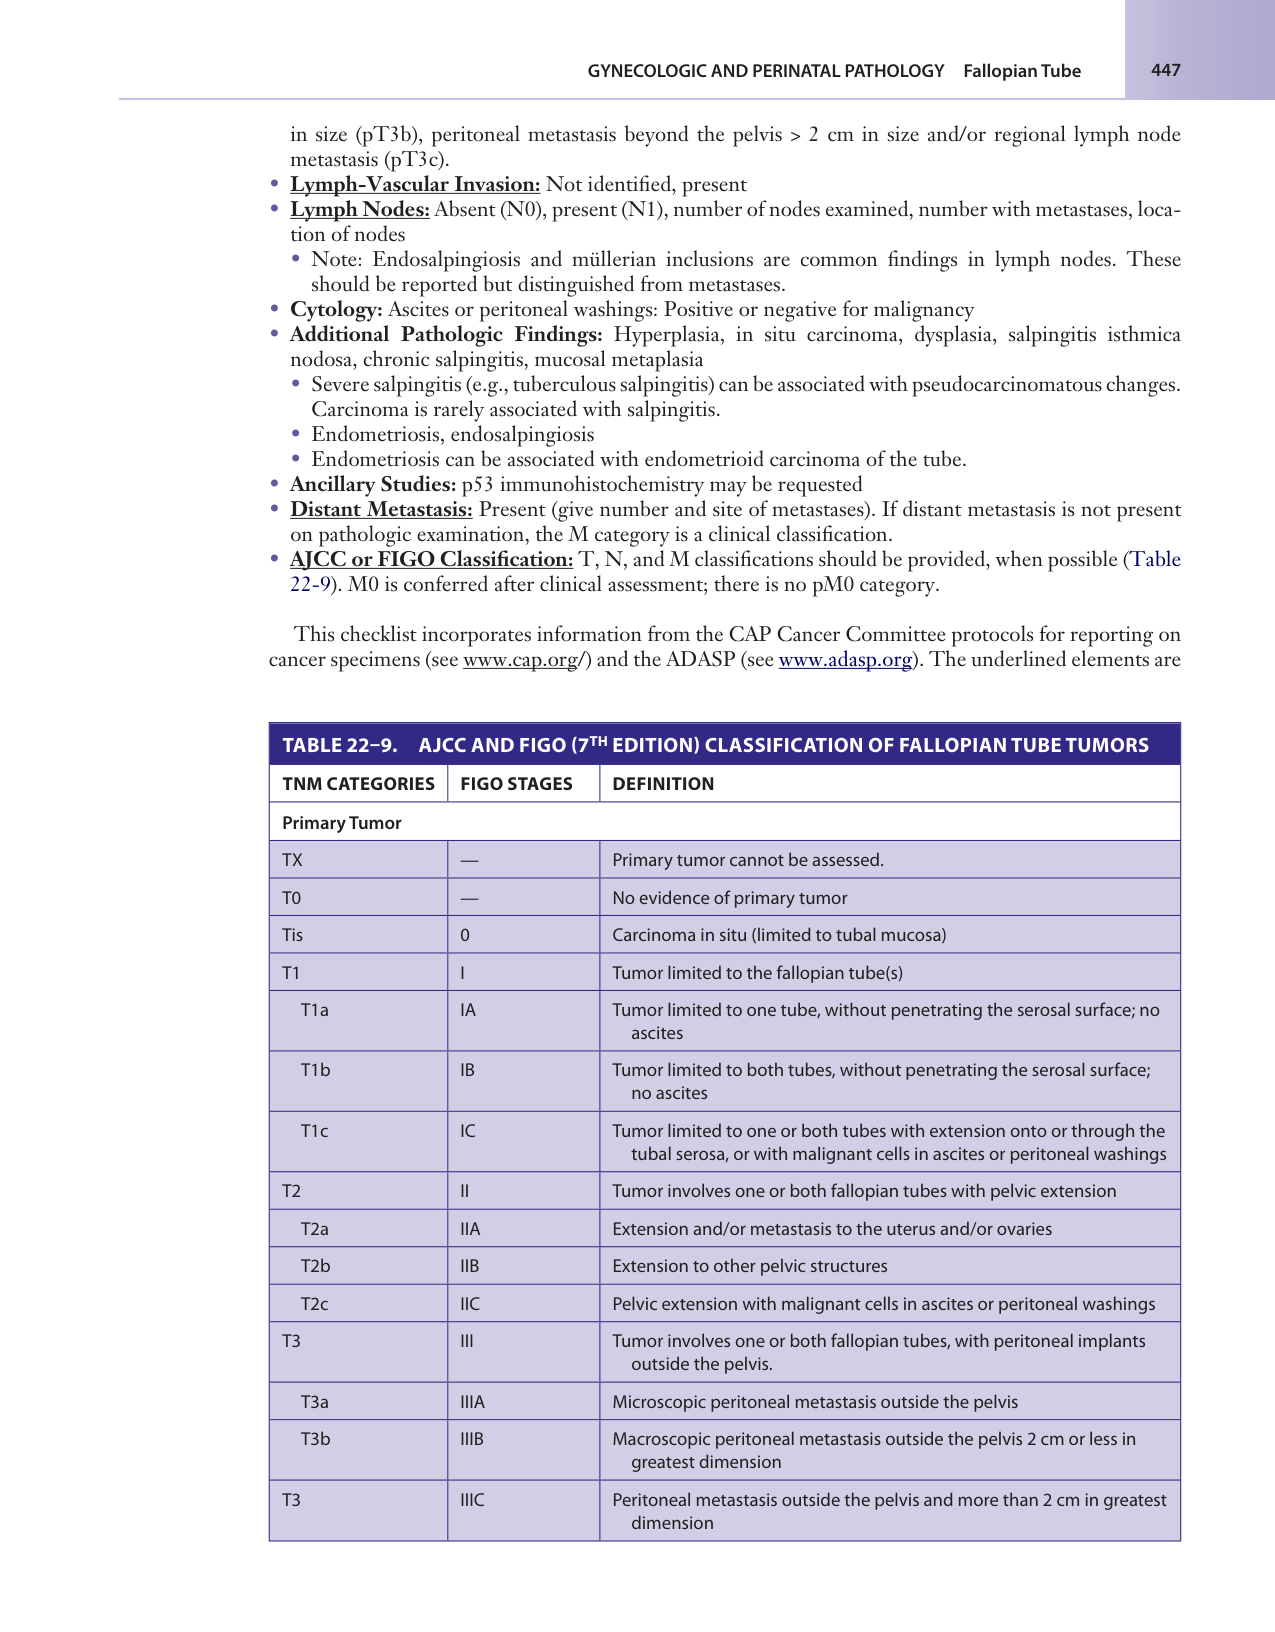 GYNECOLOGIC AND PERINATAL PATHOLOGY Fallopian Tube 447
in size (pT3b), peritoneal metastasis beyond the pelvis > 2 cm in size and/or regional lymph node
metastasis (pT3c).
• Lymph-Vascular Invasion: Not identified, present
• Lymph Nodes: Absent (N0), present (N1), number of nodes examined, number with metastases, loca-
tion of nodes
• Note: Endosalpingiosis and müllerian inclusions are common findings in lymph nodes. These
should be reported but distinguished from metastases.
• Cytology: Ascites or peritoneal washings: Positive or negative for malignancy
• Additional Pathologic Findings: Hyperplasia, in situ carcinoma, dysplasia, salpingitis isthmica
nodosa, chronic salpingitis, mucosal metaplasia
• Severe salpingitis (e.g., tuberculous salpingitis) can be associated with pseudocarcinomatous changes.
Carcinoma is rarely associated with salpingitis.
• Endometriosis, endosalpingiosis
• Endometriosis can be associated with endometrioid carcinoma of the tube.
• Ancillary Studies: p53 immunohistochemistry may be requested
• Distant Metastasis: Present (give number and site of metastases). If distant metastasis is not present
on pathologic examination, the M category is a clinical classification.
• AJCC or FIGO Classification: T, N, and M classifications should be provided, when possible (Table
22-9). M0 is conferred after clinical assessment; there is no pM0 category.
This checklist incorporates information from the CAP Cancer Committee protocols for reporting on
cancer specimens (see www.cap.org/) and the ADASP (see www.adasp.org). The underlined elements are
TABLE 22–9. AJCC AND FIGO (7TH EDITION) CLASSIFICATION OF FALLOPIAN TUBE TUMORS
TNM CATEGORIES FIGO STAGES DEFINITION
Primary Tumor
TX — Primary tumor cannot be assessed.
T0 — No evidence of primary tumor
Tis 0 Carcinoma in situ (limited to tubal mucosa)
T1 I Tumor limited to the fallopian tube(s)
T1a IA Tumor limited to one tube, without penetrating the serosal surface; no
ascites
T1b IB Tumor limited to both tubes, without penetrating the serosal surface;
no ascites
T1c IC Tumor limited to one or both tubes with extension onto or through the
tubal serosa, or with malignant cells in ascites or peritoneal washings
T2 II Tumor involves one or both fallopian tubes with pelvic extension
T2a IIA Extension and/or metastasis to the uterus and/or ovaries
T2b IIB Extension to other pelvic structures
T2c IIC Pelvic extension with malignant cells in ascites or peritoneal washings
T3 III Tumor involves one or both fallopian tubes, with peritoneal implants
outside the pelvis.
T3a IIIA Microscopic peritoneal metastasis outside the pelvis
T3b IIIB Macroscopic peritoneal metastasis outside the pelvis 2 cm or less in
greatest dimension
T3 IIIC Peritoneal metastasis outside the pelvis and more than 2 cm in greatest
dimension